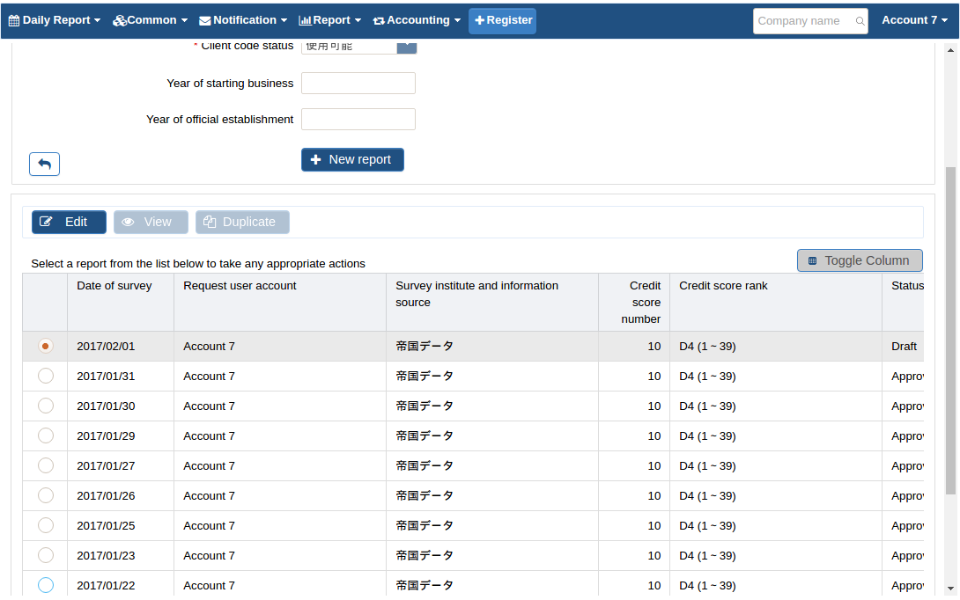 Daily Report Common Notification Report Accounting Register Company name Account 7
* Client code status 使用可能
Year of starting business
Year of official establishment
New report
Edit View Duplicate
Select a report from the list below to take any appropriate actions Toggle Column
Date of survey Request user account Survey institute and information Credit Credit score rank Status
source score
number
2017/02/01 Account 7 帝国データ 10 D4 (1 ~ 39) Draft
2017/01/31 Account 7 帝国データ 10 D4 (1 ~ 39) Approv
2017/01/30 Account 7 帝国データ 10 D4 (1 ~ 39) Approv
2017/01/29 Account 7 帝国データ 10 D4 (1 ~ 39) Approv
2017/01/27 Account 7 帝国データ 10 D4 (1 ~ 39) Approv
2017/01/26 Account 7 帝国データ 10 D4 (1 ~ 39) Approv
2017/01/25 Account 7 帝国データ 10 D4 (1 ~ 39) Approv
2017/01/23 Account 7 帝国データ 10 D4 (1 ~ 39) Approv
2017/01/22 Account 7 帝国データ 10 D4 (1 ~ 39) Approv